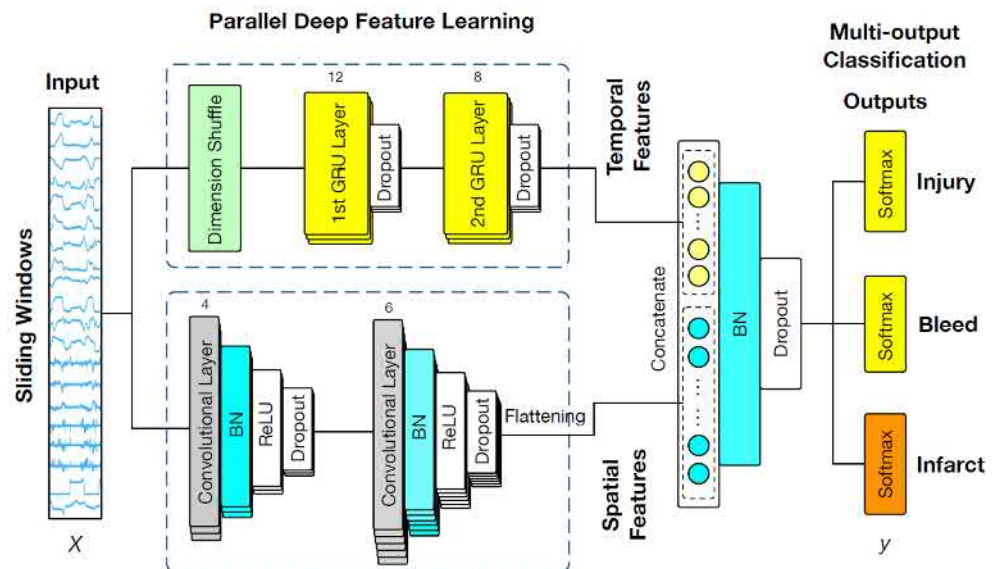 Parallel Deep Feature Learning
Multi-output
Classification
Input
Outputs
Sliding Windows
X
Dimension Shuffle
12
1st GRU Layer
Dropout
8
2nd GRU Layer
Dropout
Temporal
Features
4
Convolutional Layer
BN
ReLU
Dropout
6
Convolutional Layer
BN
ReLU
Dropout
Flattening
Spatial
Features
Concatenate
BN
Dropout
Softmax
Injury
Softmax
Bleed
Softmax
Infarct
y